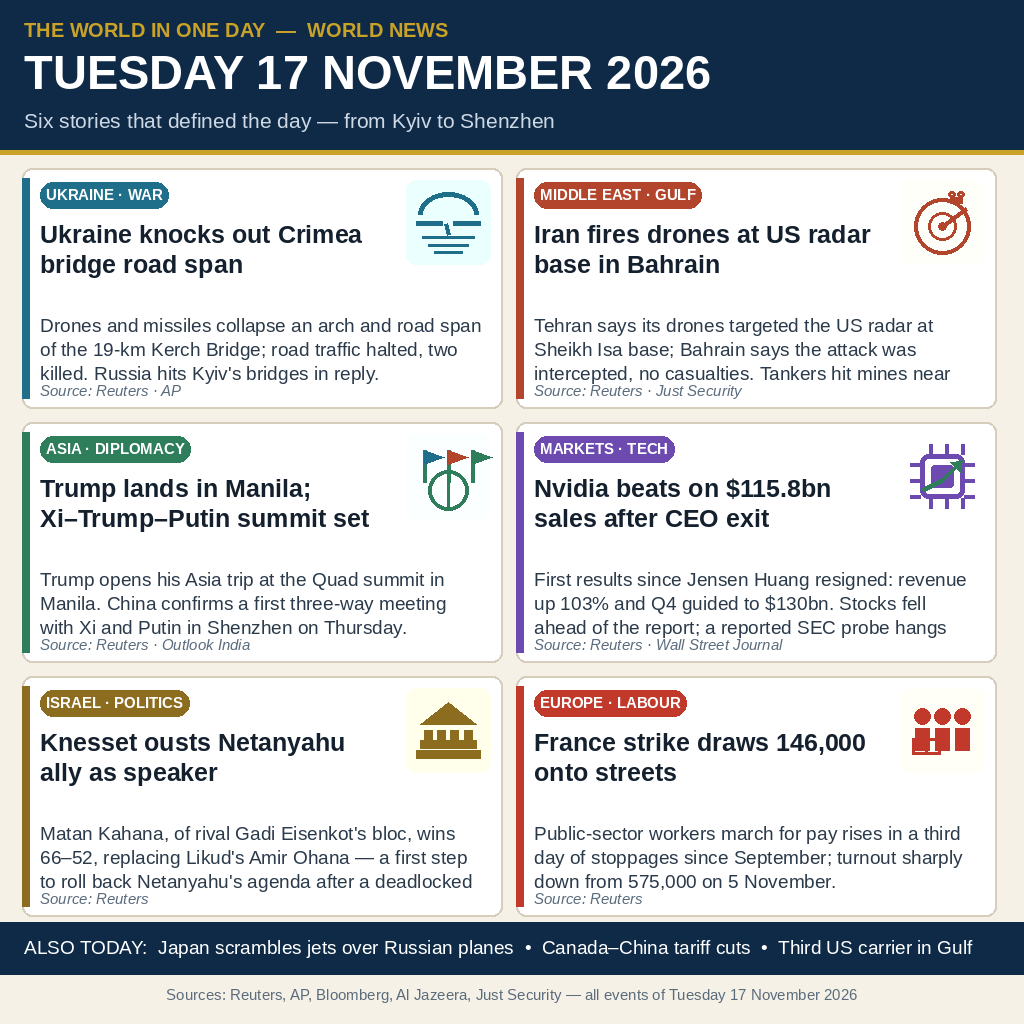 THE WORLD IN ONE DAY — WORLD NEWS
TUESDAY 17 NOVEMBER 2026
Six stories that defined the day — from Kyiv to Shenzhen
UKRAINE · WAR
Ukraine knocks out Crimea
bridge road span
Drones and missiles collapse an arch and road span
of the 19-km Kerch Bridge; road traffic halted, two
killed. Russia hits Kyiv's bridges in reply.
Source: Reuters · AP
MIDDLE EAST · GULF
Iran fires drones at US radar
base in Bahrain
Tehran says its drones targeted the US radar at
Sheikh Isa base; Bahrain says the attack was
intercepted, no casualties. Tankers hit mines near
Source: Reuters · Just Security
ASIA · DIPLOMACY
Trump lands in Manila;
Xi–Trump–Putin summit set
Trump opens his Asia trip at the Quad summit in
Manila. China confirms a first three-way meeting
with Xi and Putin in Shenzhen on Thursday.
Source: Reuters · Outlook India
MARKETS · TECH
Nvidia beats on $115.8bn
sales after CEO exit
First results since Jensen Huang resigned: revenue
up 103% and Q4 guided to $130bn. Stocks fell
ahead of the report; a reported SEC probe hangs
Source: Reuters · Wall Street Journal
ISRAEL · POLITICS
Knesset ousts Netanyahu
ally as speaker
Matan Kahana, of rival Gadi Eisenkot's bloc, wins
66–52, replacing Likud's Amir Ohana — a first step
to roll back Netanyahu's agenda after a deadlocked
Source: Reuters
EUROPE · LABOUR
France strike draws 146,000
onto streets
Public-sector workers march for pay rises in a third
day of stoppages since September; turnout sharply
down from 575,000 on 5 November.
Source: Reuters
ALSO TODAY: Japan scrambles jets over Russian planes • Canada–China tariff cuts • Third US carrier in Gulf
Sources: Reuters, AP, Bloomberg, Al Jazeera, Just Security — all events of Tuesday 17 November 2026